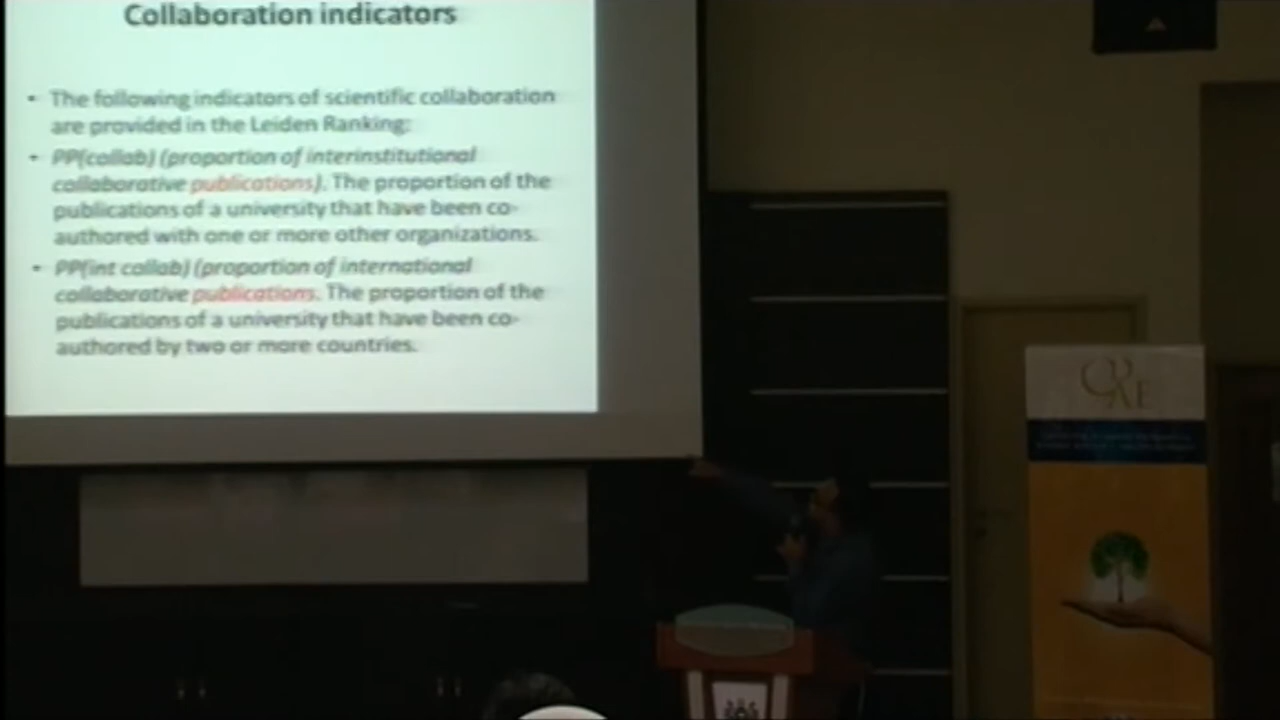 Collaboration indicators
• The following indicators of scientific collaboration
are provided in the Leiden Ranking:
• PP(collab) (proportion of interinstitutional
collaborative publications). The proportion of the
publications of a university that have been co-
authored with one or more other organizations.
• PP(int collab) (proportion of international
collaborative publications. The proportion of the
publications of a university that have been co-
authored by two or more countries.